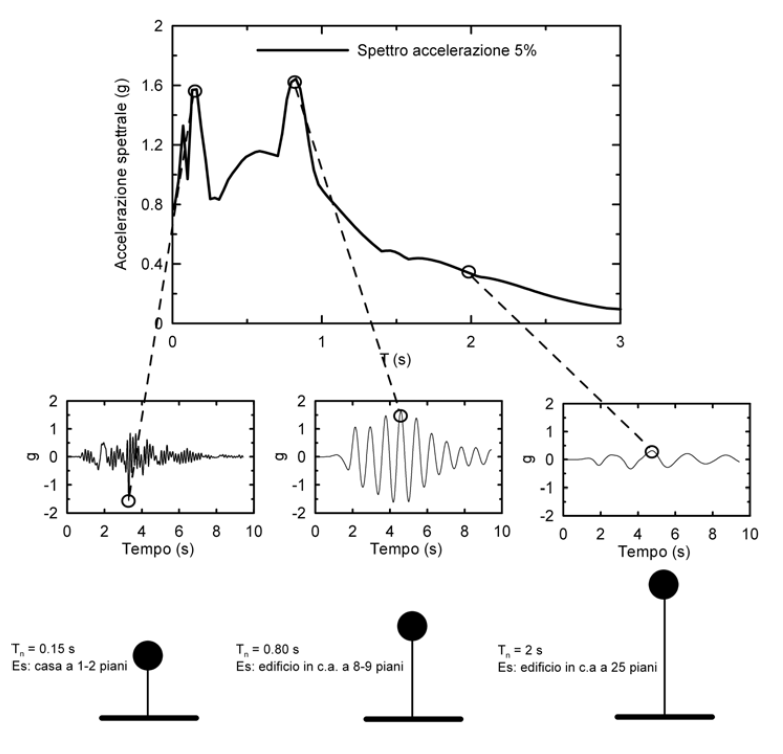 2
Spettro accelerazione 5%
1.6
1.2
0.8
0.4
0
Accelerazione spettrale (g)
0 1 2 3
T (s)
2
1
0
-1
-2
g
0 2 4 6 8 10
Tempo (s)
2
1
0
-1
-2
g
0 2 4 6 8 10
Tempo (s)
2
1
0
-1
-2
g
0 2 4 6 8 10
Tempo (s)
Tn = 0.15 s
Es: casa a 1-2 piani
Tn = 0.80 s
Es: edificio in c.a. a 8-9 piani
Tn = 2 s
Es: edificio in c.a a 25 piani